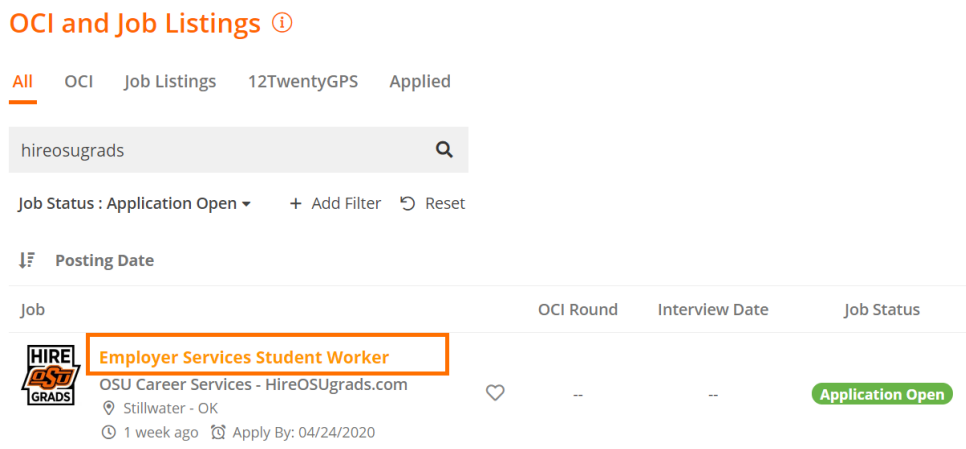 OCI and Job Listings
All OCI Job Listings 12TwentyGPS Applied
hireosugrads
Job Status : Application Open + Add Filter Reset
Posting Date
Job OCI Round Interview Date Job Status
HIRE
OSU
GRADS
Employer Services Student Worker
OSU Career Services - HireOSUgrads.com
Stillwater - OK
1 week ago Apply By: 04/24/2020
-- -- Application Open